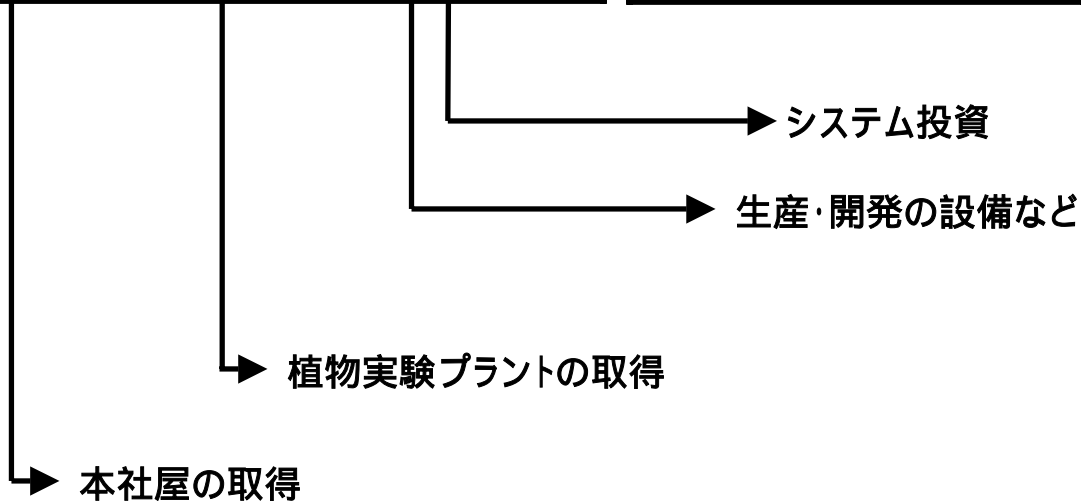 システム投資
生産・開発の設備など
植物実験プラントの取得
本社屋の取得